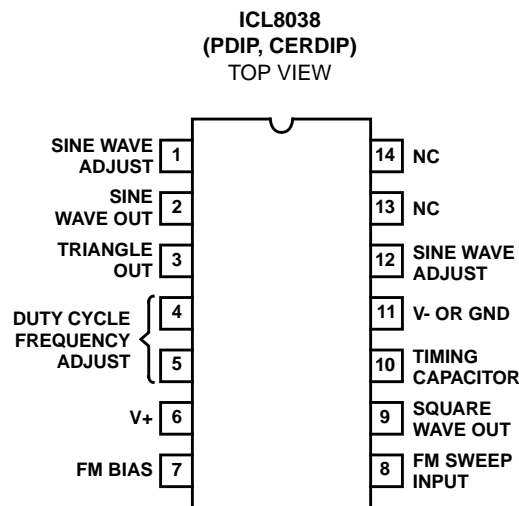 ICL8038
(PDIP, CERDIP)
TOP VIEW
SINE WAVE
ADJUST
1
SINE
WAVE OUT
2
TRIANGLE
OUT
3
DUTY CYCLE
FREQUENCY
ADJUST
4
5
V+
6
FM BIAS
7
14
NC
13
NC
12
SINE WAVE
ADJUST
11
V- OR GND
10
TIMING
CAPACITOR
9
SQUARE
WAVE OUT
8
FM SWEEP
INPUT